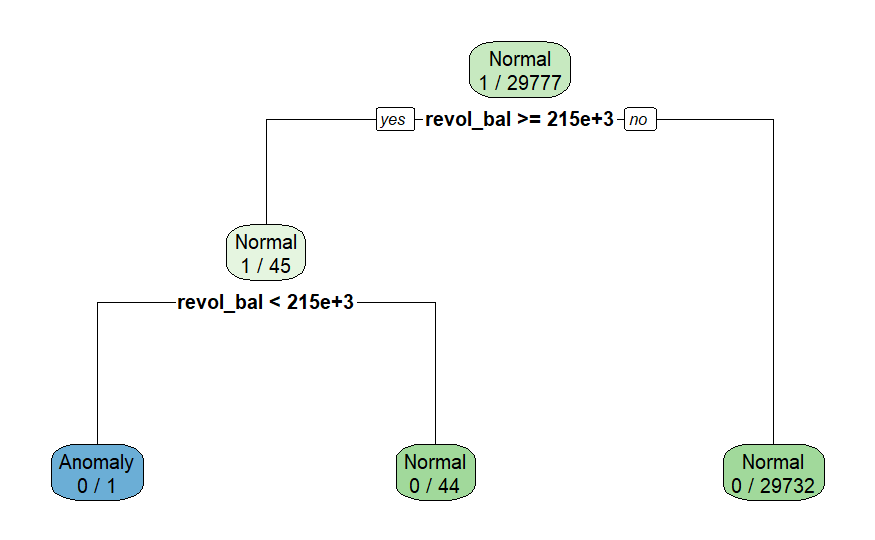 Normal
1 / 29777
yes
revol_bal >= 215e+3
no
Normal
1 / 45
revol_bal < 215e+3
Anomaly
0 / 1
Normal
0 / 44
Normal
0 / 29732